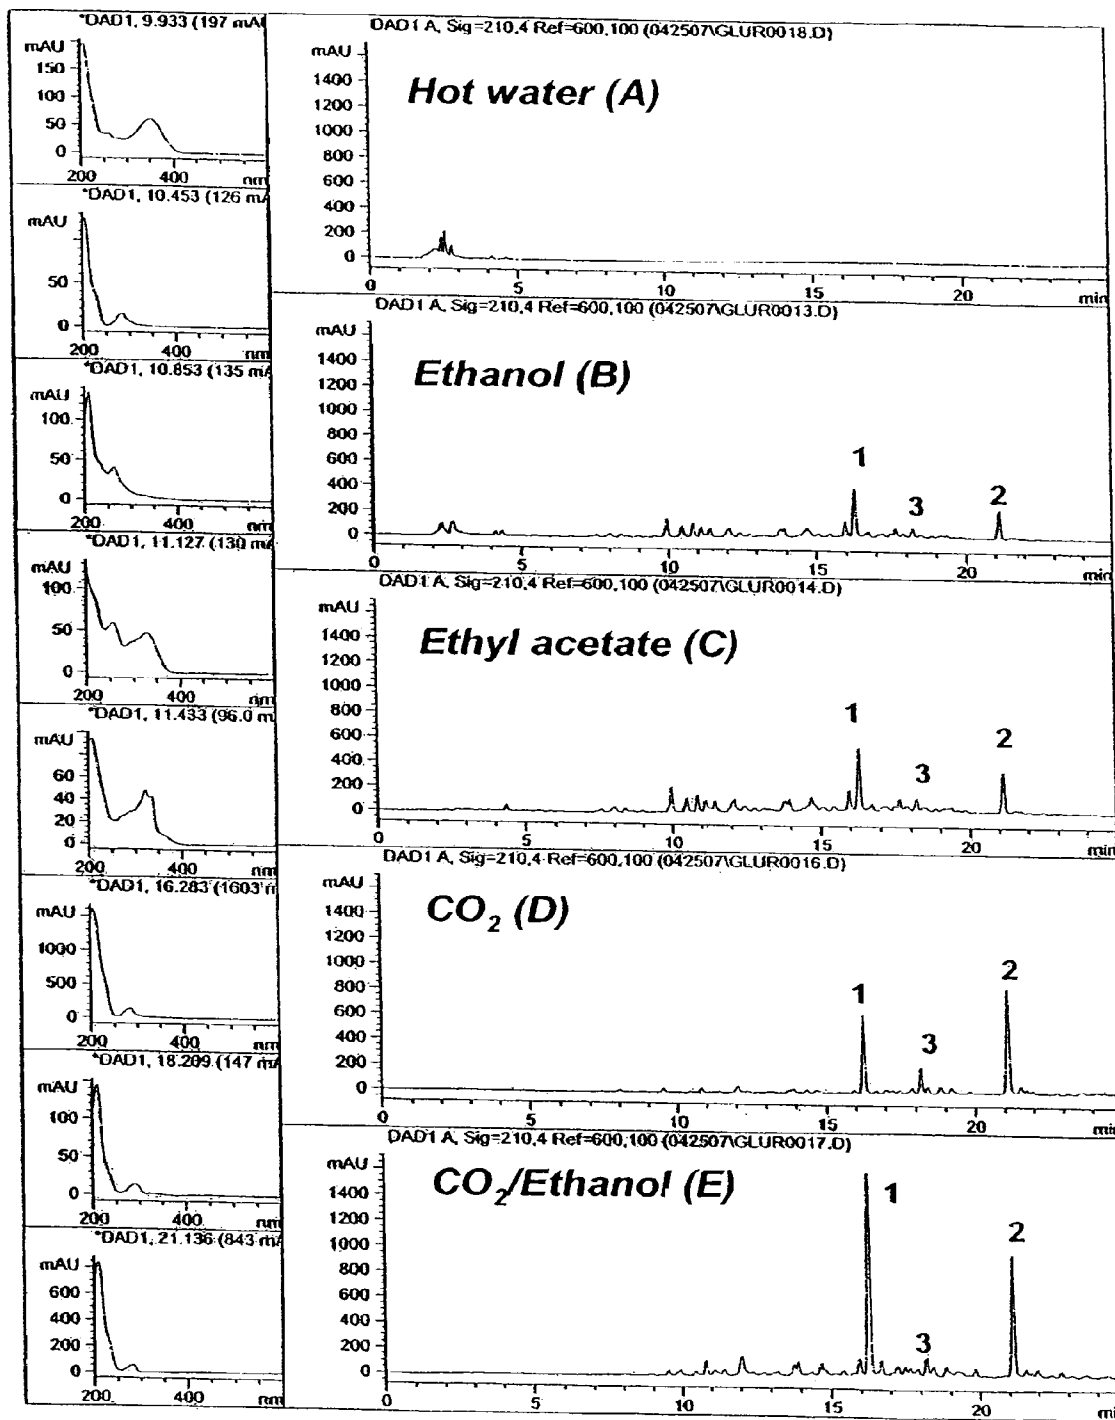 *DAD1, 9.933 (197 mAU
mAU
150
100
50
0
200
400
nm
*DAD1, 10.453 (126 mA
mAU
50
0
200
400
nm
*DAD1, 10.853 (135 mA
mAU
100
50
0
200
400
nm
*DAD1, 11.127 (130 mA
mAU
100
50
0
200
400
nm
*DAD1, 11.433 (96.0 m
mAU
60
40
20
0
200
400
nm
*DAD1, 16.283 (1603 m
mAU
1000
500
0
200
400
nm
*DAD1, 18.209 (147 mA
mAU
100
50
0
200
400
nm
*DAD1, 21.136 (843 mA
mAU
600
400
200
0
200
400
nm
DAD1 A, Sig=210,4 Ref=600,100 (042507\GLUR0018.D)
mAU
1400
1200
1000
800
600
400
200
0
Hot water (A)
0 5 10 15 20 min
DAD1 A, Sig=210,4 Ref=600,100 (042507\GLUR0013.D)
mAU
1400
1200
1000
800
600
400
200
0
Ethanol (B)
1
3
2
0 5 10 15 20 min
DAD1 A, Sig=210,4 Ref=600,100 (042507\GLUR0014.D)
mAU
1400
1200
1000
800
600
400
200
0
Ethyl acetate (C)
1
3
2
0 5 10 15 20 min
DAD1 A, Sig=210,4 Ref=600,100 (042507\GLUR0016.D)
mAU
1400
1200
1000
800
600
400
200
0
CO₂ (D)
1
3
2
0 5 10 15 20 min
DAD1 A, Sig=210,4 Ref=600,100 (042507\GLUR0017.D)
mAU
1400
1200
1000
800
600
400
200
0
CO₂/Ethanol (E)
1
3
2
0 5 10 15 20 min